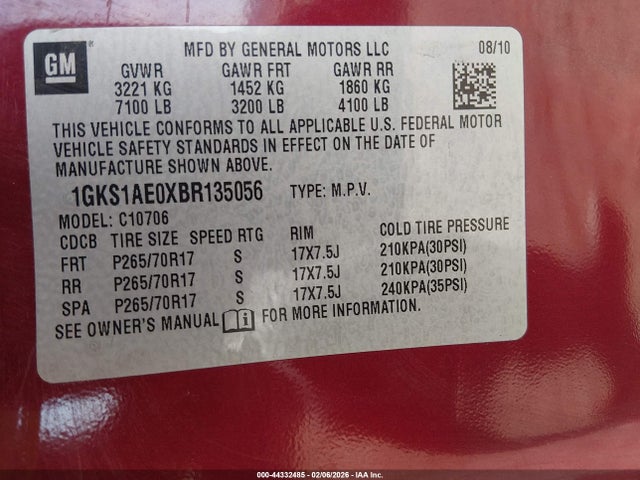 GM
MFD BY GENERAL MOTORS LLC 08/10
GVWR GAWR FRT GAWR RR
3221 KG 1452 KG 1860 KG
7100 LB 3200 LB 4100 LB
THIS VEHICLE CONFORMS TO ALL APPLICABLE U.S. FEDERAL MOTOR
VEHICLE SAFETY STANDARDS IN EFFECT ON THE DATE OF
MANUFACTURE SHOWN ABOVE.
1GKS1AE0XBR135056 TYPE: M.P.V.
MODEL: C10706
CDCB TIRE SIZE SPEED RTG RIM COLD TIRE PRESSURE
FRT P265/70R17 S 17X7.5J 210KPA(30PSI)
RR P265/70R17 S 17X7.5J 210KPA(30PSI)
SPA P265/70R17 S 17X7.5J 240KPA(35PSI)
SEE OWNER'S MANUAL FOR MORE INFORMATION.
000-44332485 - 02/06/2026 - IAA Inc.